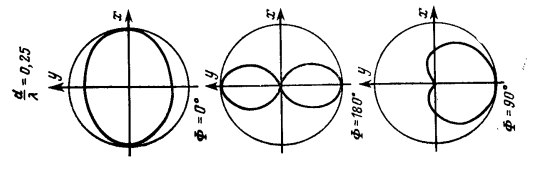 d/λ = 0,25
y
x
Φ = 0°
y
x
Φ = 180°
y
x
Φ = 90°